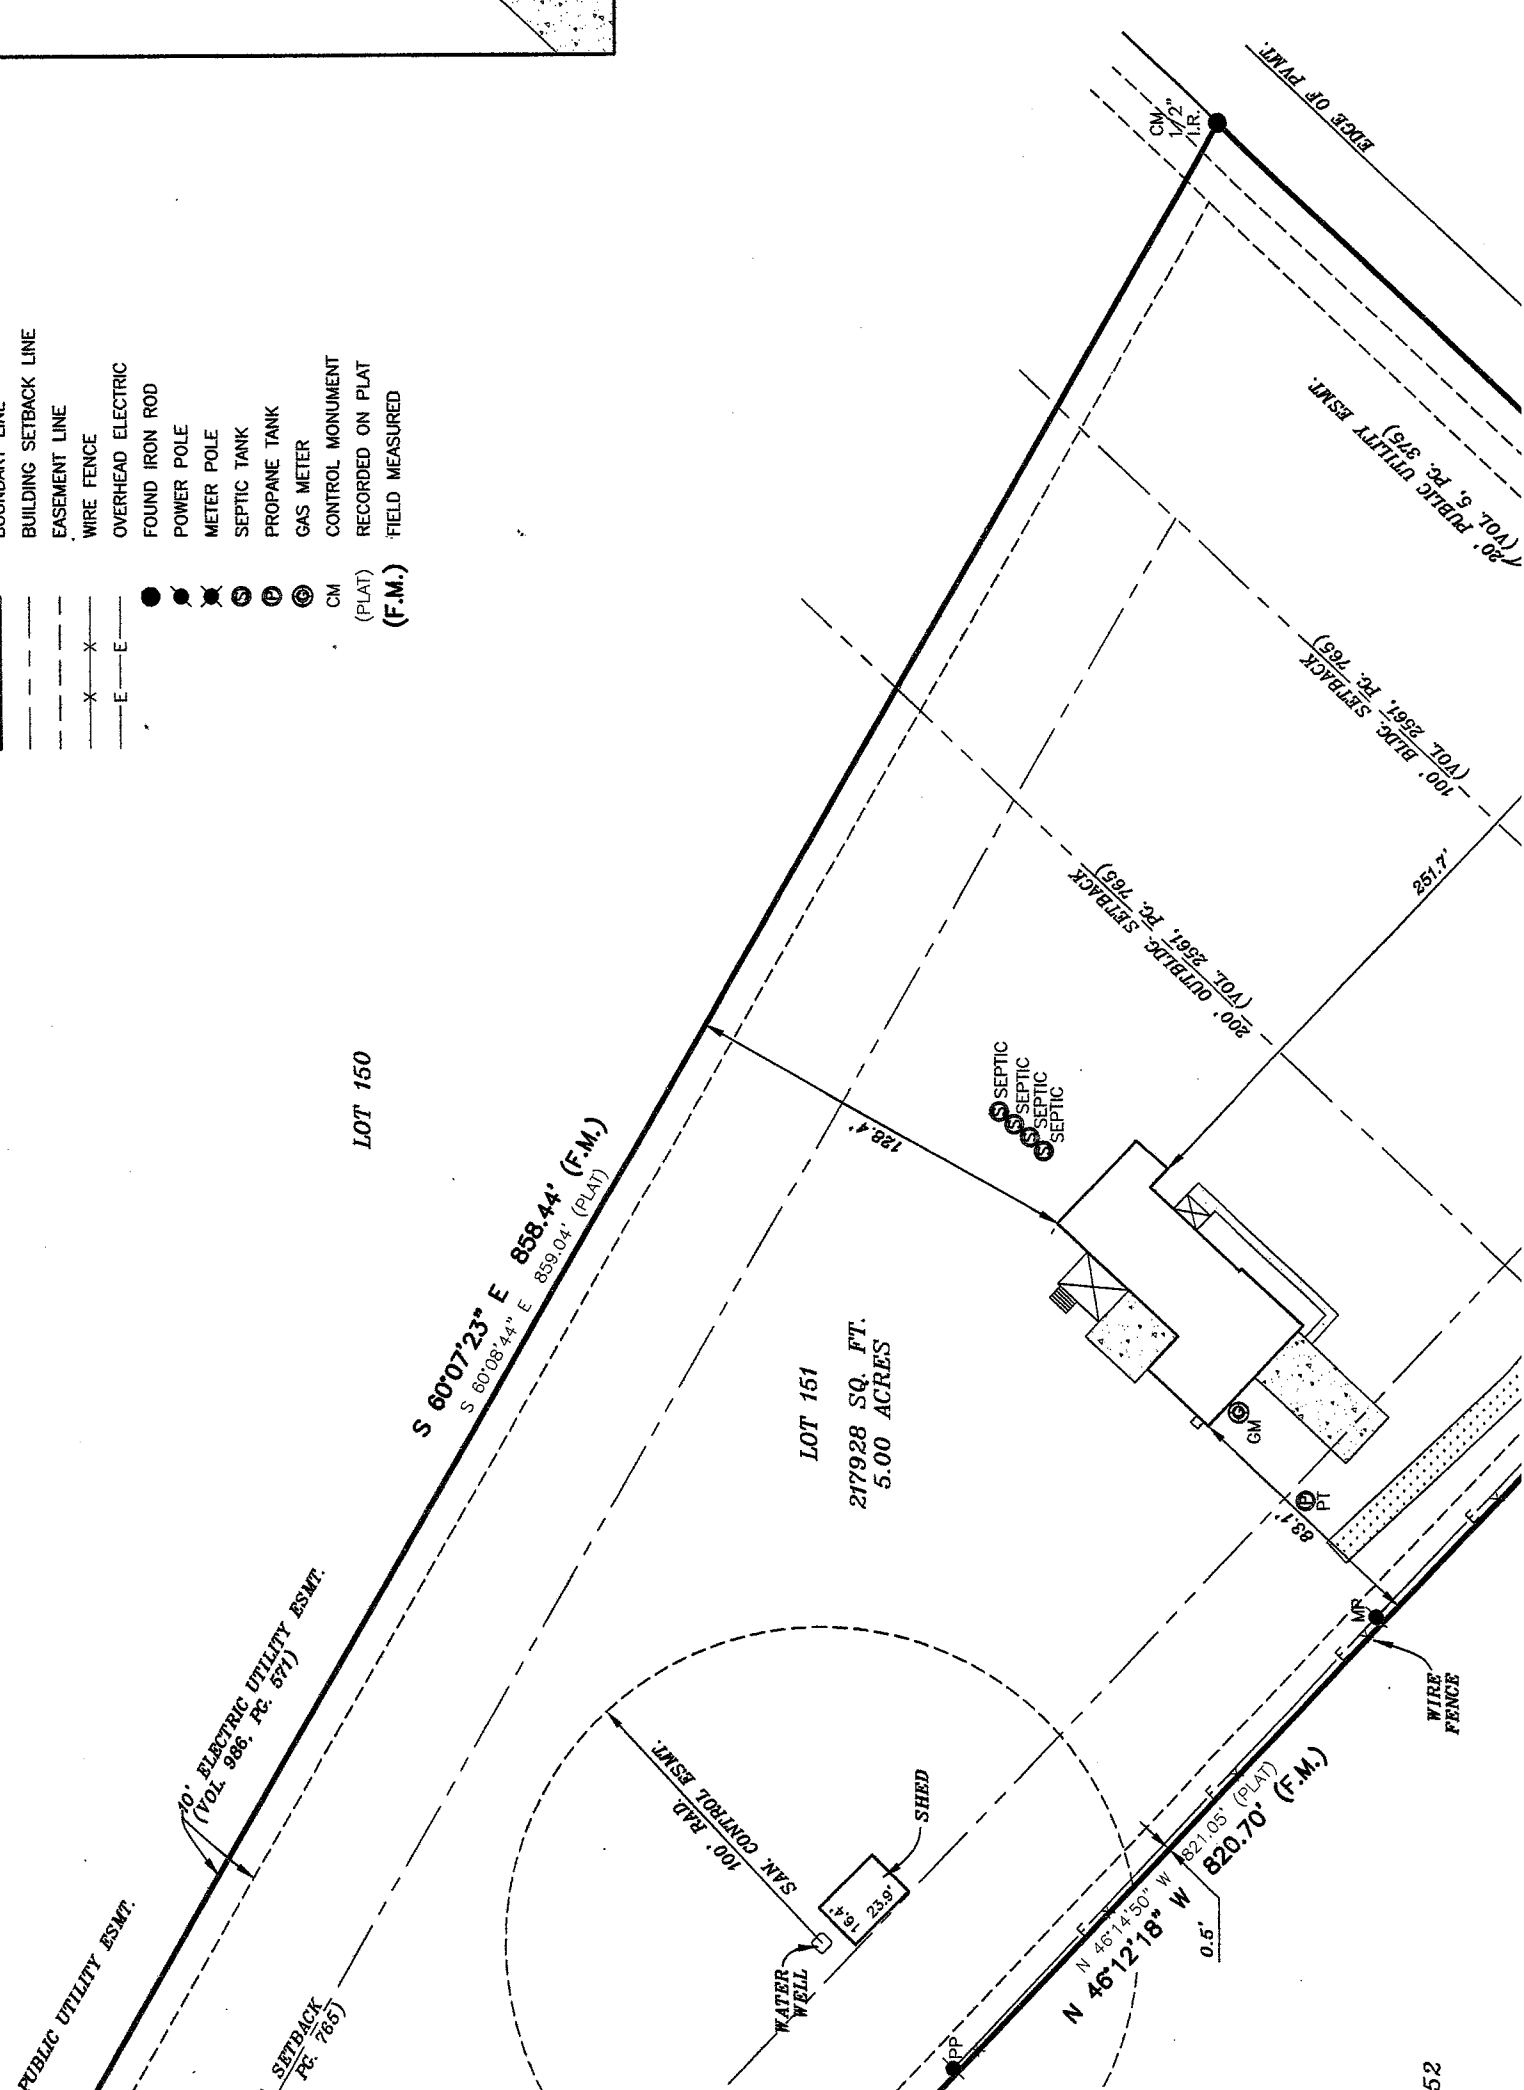 BUILDING SETBACK LINE
EASEMENT LINE
WIRE FENCE
X X
OVERHEAD ELECTRIC
E E
FOUND IRON ROD
POWER POLE
METER POLE
S SEPTIC TANK
P PROPANE TANK
G GAS METER
CM CONTROL MONUMENT
(PLAT) RECORDED ON PLAT
(F.M.) FIELD MEASURED
CM
1/2"
I.R.
EDGE OF PVMT.
20' PUBLIC UTILITY ESMT.
(VOL. 5, PG. 375)
100' BLDG. SETBACK
(VOL. 2561, PG. 765)
200' OUTBLDG. SETBACK
(VOL. 2561, PG. 765)
251.7'
LOT 150
S 60°07'23" E 858.44' (F.M.)
S 60°08'44" E 859.04' (PLAT)
128.4'
S SEPTIC
S SEPTIC
S SEPTIC
S SEPTIC
LOT 151
217928 SQ. FT.
5.00 ACRES
G
GM
P
PT
83.1'
MR
WIRE
FENCE
10' ELECTRIC UTILITY ESMT.
(VOL. 986, PG. 571)
PUBLIC UTILITY ESMT.
SETBACK
PG. 765)
100' RAD.
SAN. CONTROL ESMT.
SHED
16.4'
23.9'
WATER
WELL
N 46°14'50" W 821.05' (PLAT)
N 46°12'18" W 820.70' (F.M.)
0.5'
PP
E
E
E
E
52